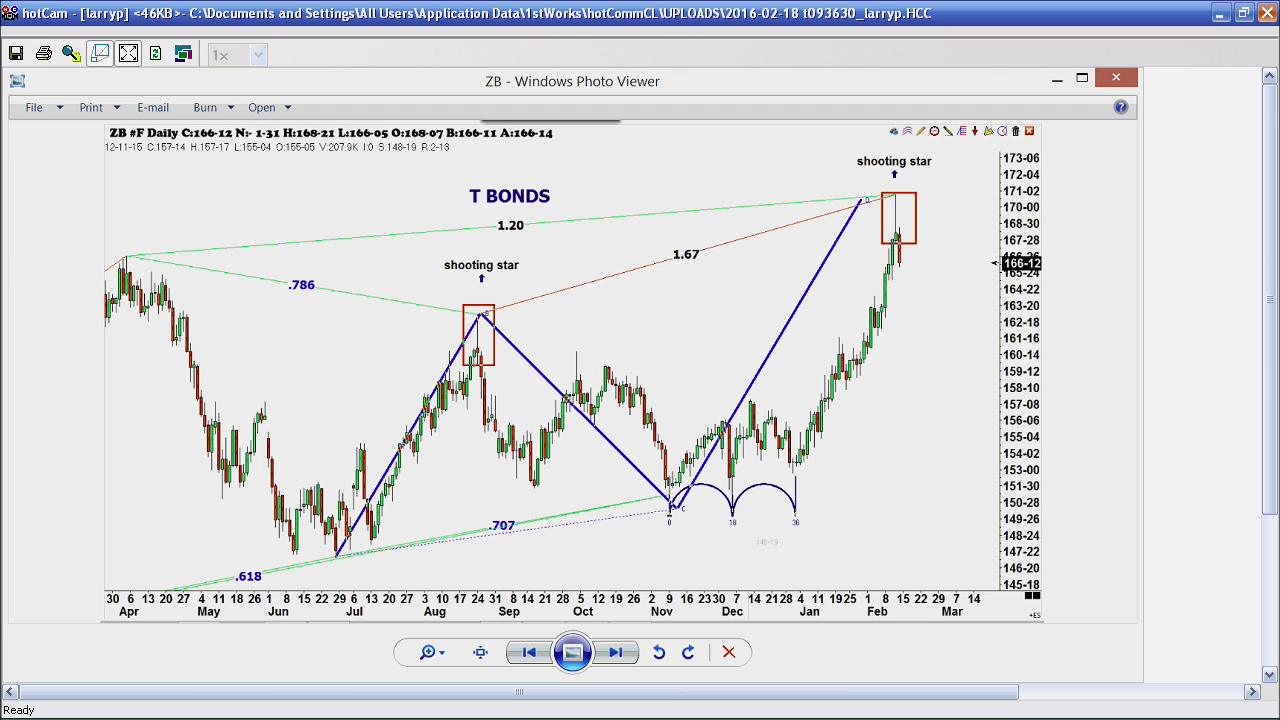 hotCam - [larryp] <46KB>- C:\Documents and Settings\All Users\Application Data\1stWorks\hotCommCL\UPLOADS\2016-02-18 t093630_larryp.HCC
1x
ZB - Windows Photo Viewer
File Print E-mail Burn Open
ZB #F Daily C:166-12 N:- 1-31 H:168-21 L:166-05 O:168-07 B:166-11 A:166-14
12-11-15 C:157-14 H:157-17 L:155-04 O:155-05 V:207.9K I:0 S:148-19 R:2-13
shooting star
T BONDS
1.20
1.67
shooting star
.786
.707
.618
B
D
C
0 18 36
148-19
173-06
172-04
171-02
170-00
168-30
167-28
166-12
165-24
164-22
163-20
162-18
161-16
160-14
159-12
158-10
157-08
156-06
155-04
154-02
153-00
151-30
150-28
149-26
148-24
147-22
146-20
145-18
30 6 13 20 27 4 11 18 26 1 8 15 22 29 6 13 20 27 3 10 17 24 31 8 14 21 28 5 12 19 26 2 9 16 23 30 7 14 21 28 4 11 18 25 1 8 15 22 29 7 14
Apr May Jun Jul Aug Sep Oct Nov Dec Jan Feb Mar
+ES
Ready